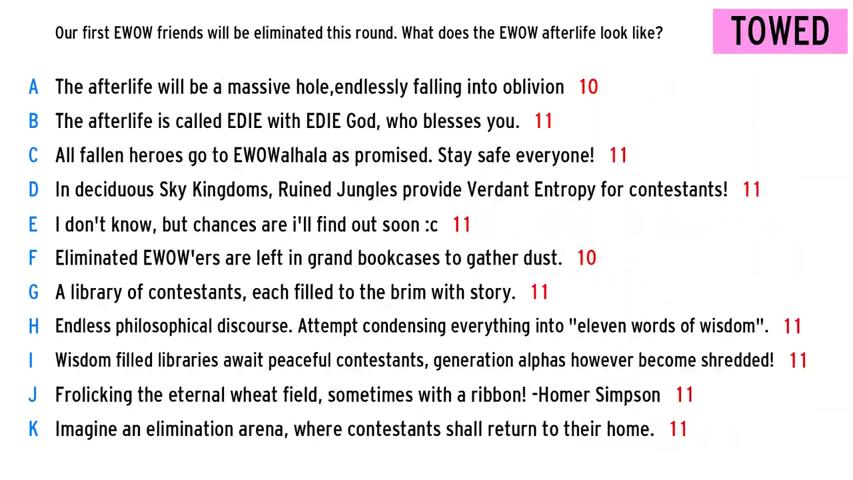 Our first EWOW friends will be eliminated this round. What does the EWOW afterlife look like?
TOWED
A The afterlife will be a massive hole,endlessly falling into oblivion 10
B The afterlife is called EDIE with EDIE God, who blesses you. 11
C All fallen heroes go to EWOWalhala as promised. Stay safe everyone! 11
D In deciduous Sky Kingdoms, Ruined Jungles provide Verdant Entropy for contestants! 11
E I don't know, but chances are i'll find out soon :c 11
F Eliminated EWOW'ers are left in grand bookcases to gather dust. 10
G A library of contestants, each filled to the brim with story. 11
H Endless philosophical discourse. Attempt condensing everything into "eleven words of wisdom". 11
I Wisdom filled libraries await peaceful contestants, generation alphas however become shredded! 11
J Frolicking the eternal wheat field, sometimes with a ribbon! -Homer Simpson 11
K Imagine an elimination arena, where contestants shall return to their home. 11